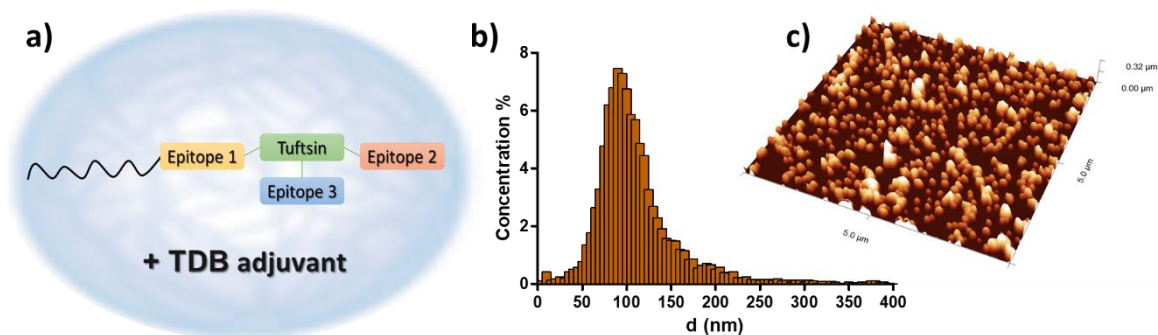 a)
Epitope 1
Tuftsin
Epitope 2
Epitope 3
+ TDB adjuvant
b)
Concentration %
8
6
4
2
0
0 50 100 150 200 250 300 350 400
d (nm)
c)
0.32 µm
0.00 µm
5.0 µm
5.0 µm